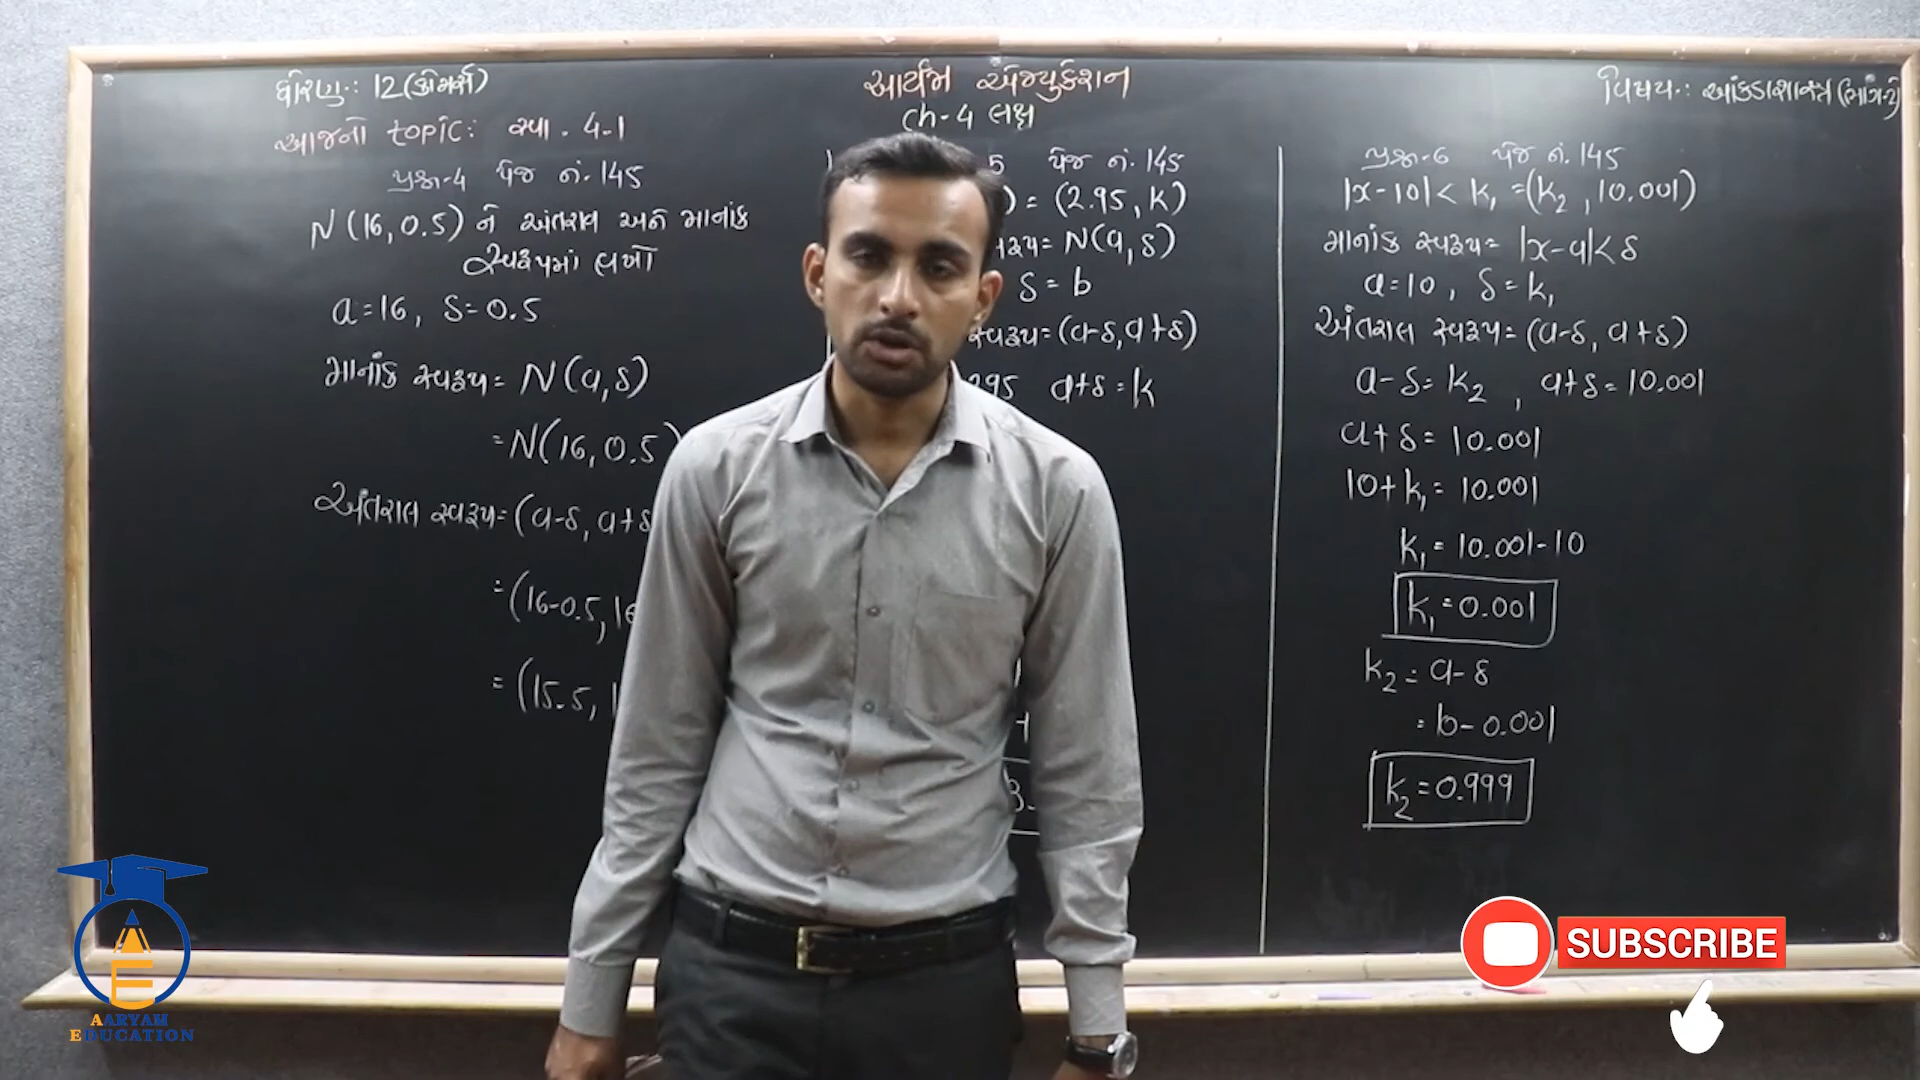 ધોરણ : 12 (કોમર્સ)
આર્યમ એજ્યુકેશન
વિષય : આંકડાશાસ્ત્ર (ભાગ-2)
ch-4 લક્ષ
આજનો topic: સ્વા. 4.1
પ્રશ્ન-4 પેજ નં. 145
N(16, 0.5) ને અંતરાલ અને માનાંક
સ્વરૂપમાં લખો
a=16, δ=0.5
માનાંક સ્વરૂપ = N(a, δ)
=N(16, 0.5)
અંતરાલ સ્વરૂપ= (a-δ, a+δ
= (16-0.5, 16
= (15.5, 1
5 પેજ નં. 145
) = (2.95, k)
સ્વરૂપ= N(a, δ)
δ = b
સ્વરૂપ=(a-δ, a+δ)
295 a+δ=k
પ્રશ્ન-6 પેજ નં. 145
|x-10| < k₁ =(k₂, 10.001)
માનાંક સ્વરૂપ= |x-a|<δ
a=10, δ=k₁
અંતરાલ સ્વરૂપ=(a-δ, a+δ)
a-δ=k₂, a+δ=10.001
a+δ= 10.001
10+k₁= 10.001
k₁= 10.001-10
k₁=0.001
k₂= a-δ
= b-0.001
k₂=0.999
AARYAM
EDUCATION
SUBSCRIBE